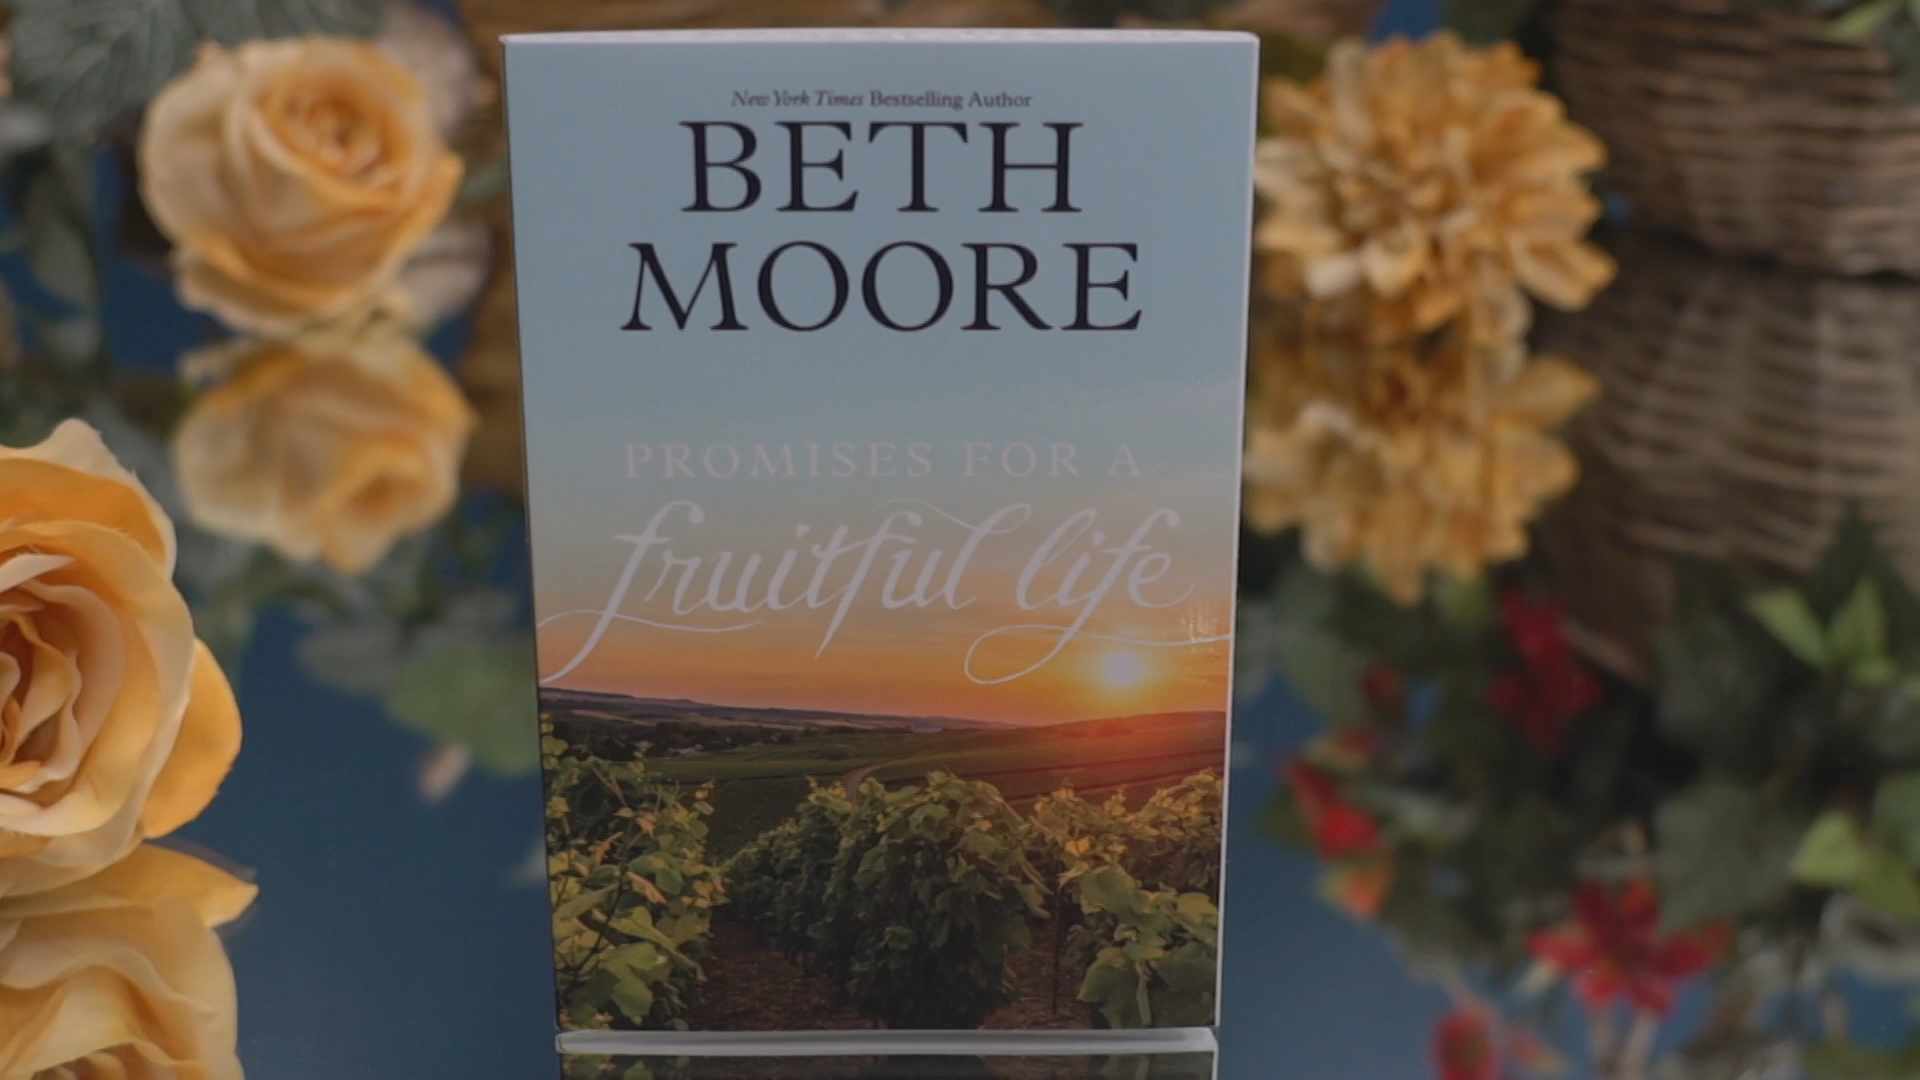 New York Times Bestselling Author
BETH
MOORE
PROMISES FOR A
fruitful life